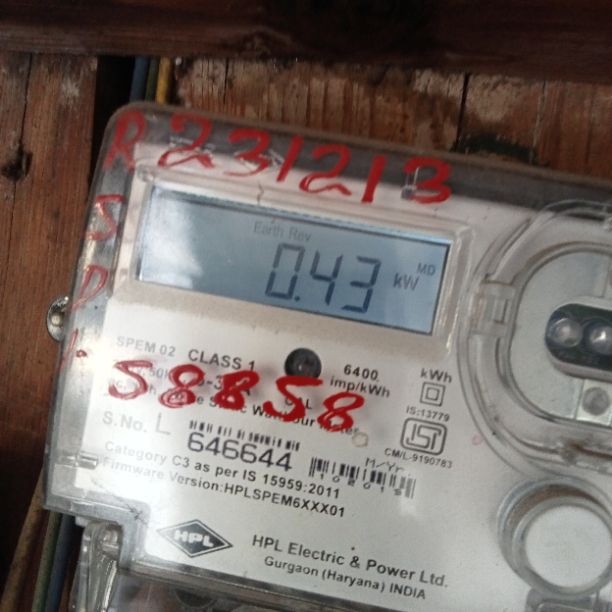 R231213
S
D
Earth Rev
0.43 kW
MD
SPEM 02 CLASS 1
6400
imp/kWh
kWh
58858
IS:13779
S.No. L
646644
CM/L-9190783
M/Yr.
Category C3 as per IS 15959:2011
Firmware Version:HPLSPEM6XXX01
HPL
HPL Electric & Power Ltd.
Gurgaon (Haryana) INDIA